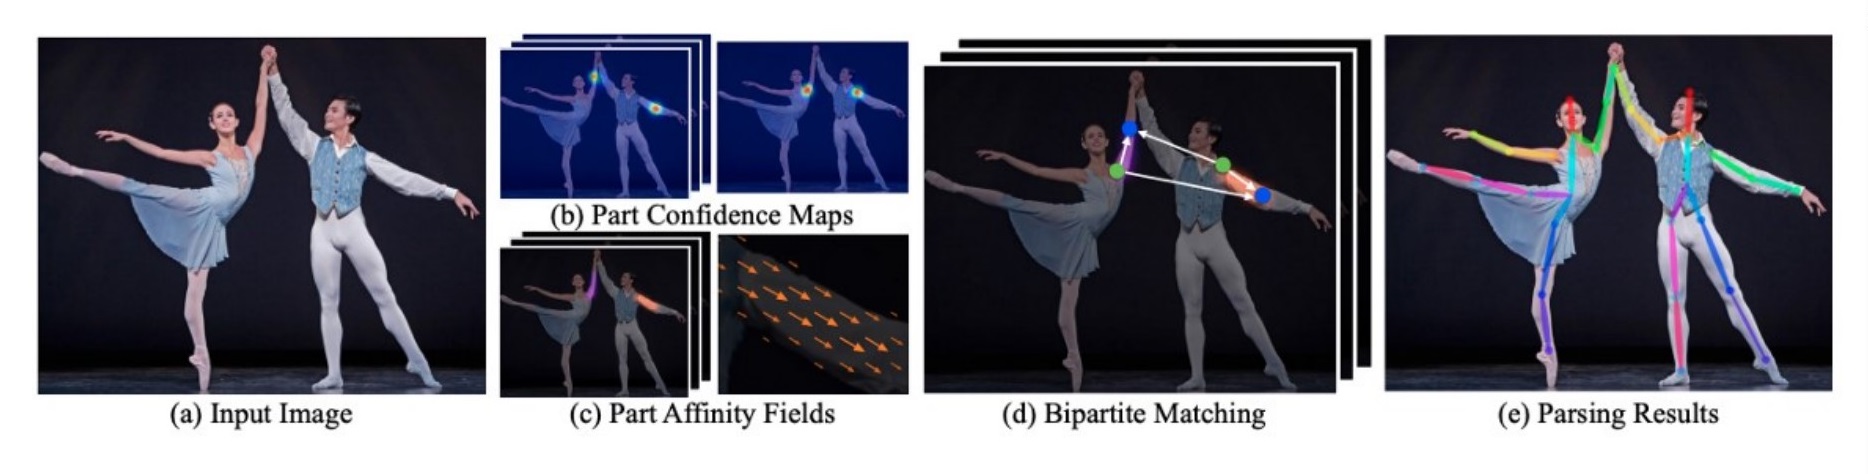 (a) Input Image
(b) Part Confidence Maps
(c) Part Affinity Fields
(d) Bipartite Matching
(e) Parsing Results